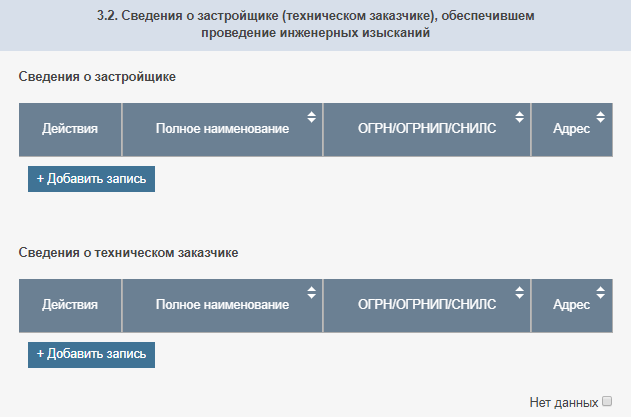 3.2. Сведения о застройщике (техническом заказчике), обеспечившем
проведение инженерных изысканий
Сведения о застройщике
Действия Полное наименование ОГРН/ОГРНИП/СНИЛС Адрес
+ Добавить запись
Сведения о техническом заказчике
Действия Полное наименование ОГРН/ОГРНИП/СНИЛС Адрес
+ Добавить запись
Нет данных